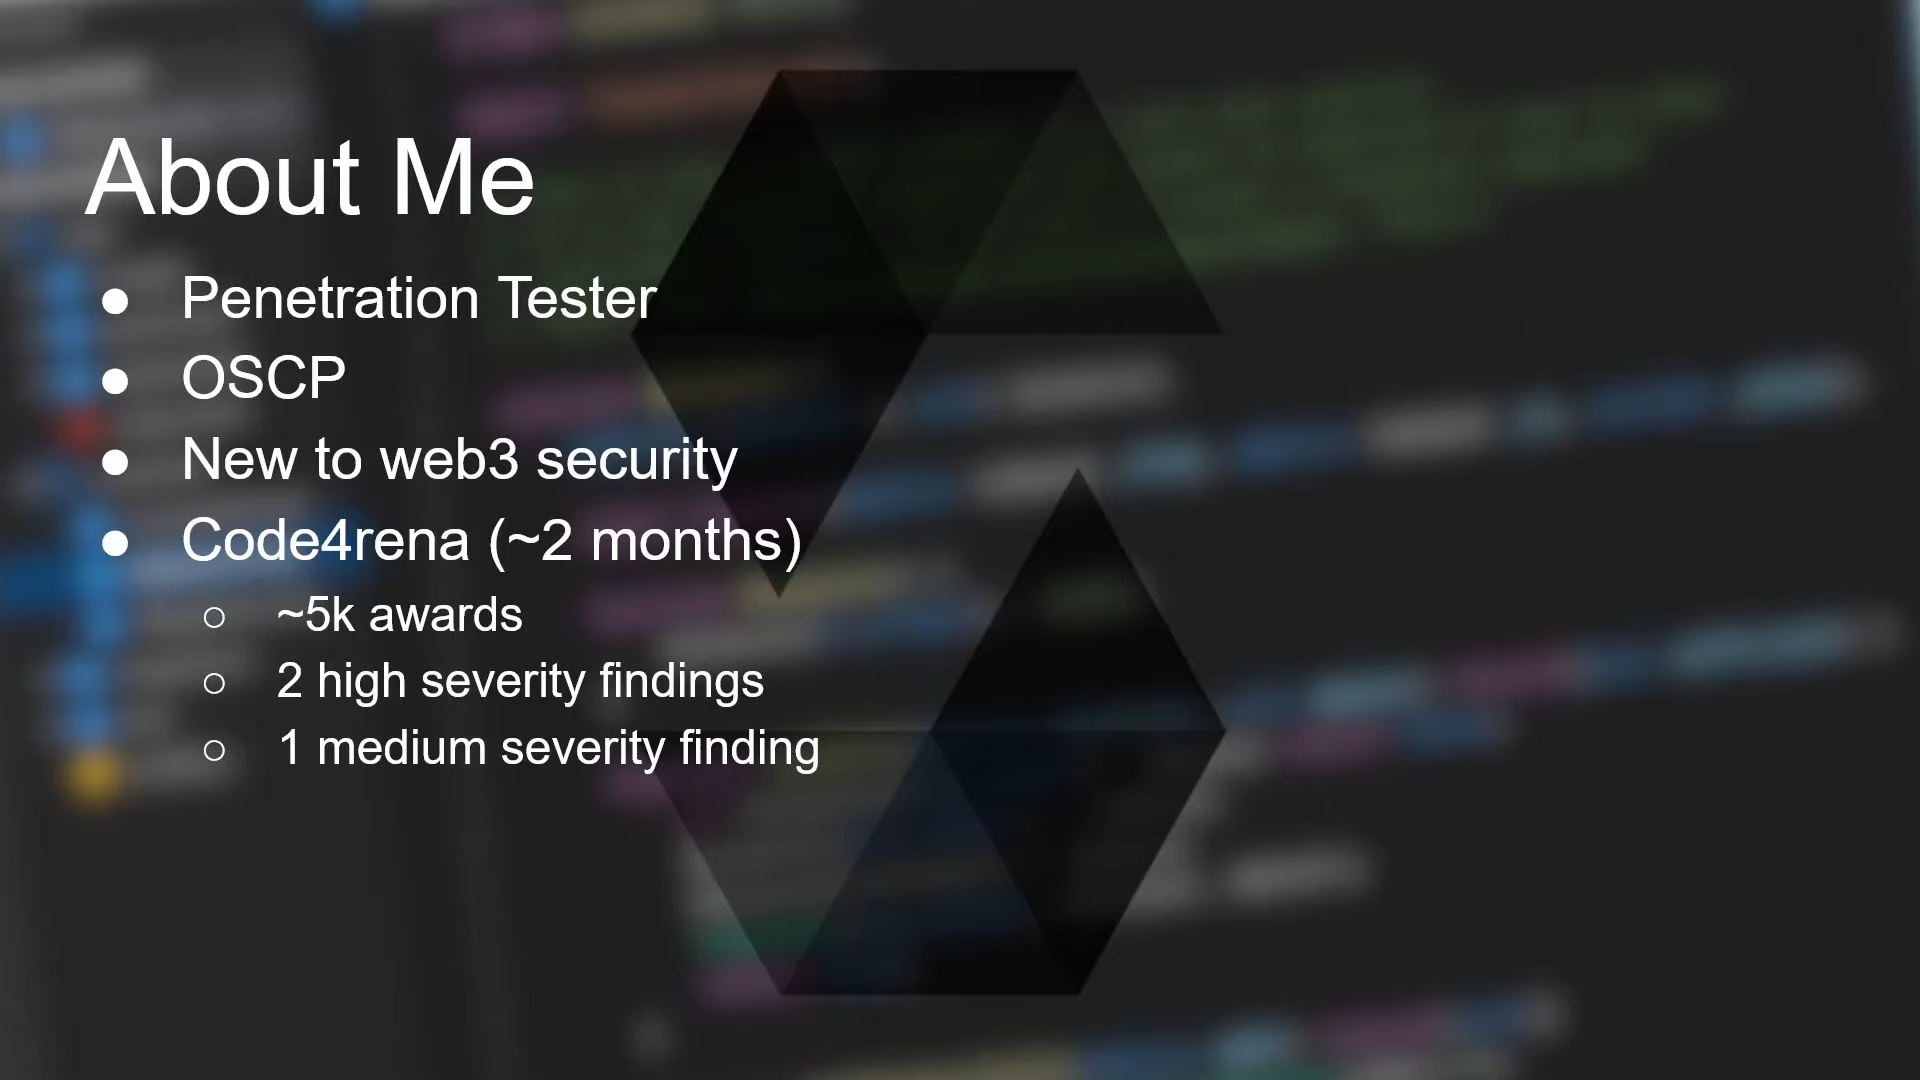 About Me
● Penetration Tester
● OSCP
● New to web3 security
● Code4rena (~2 months)
○ ~5k awards
○ 2 high severity findings
○ 1 medium severity finding